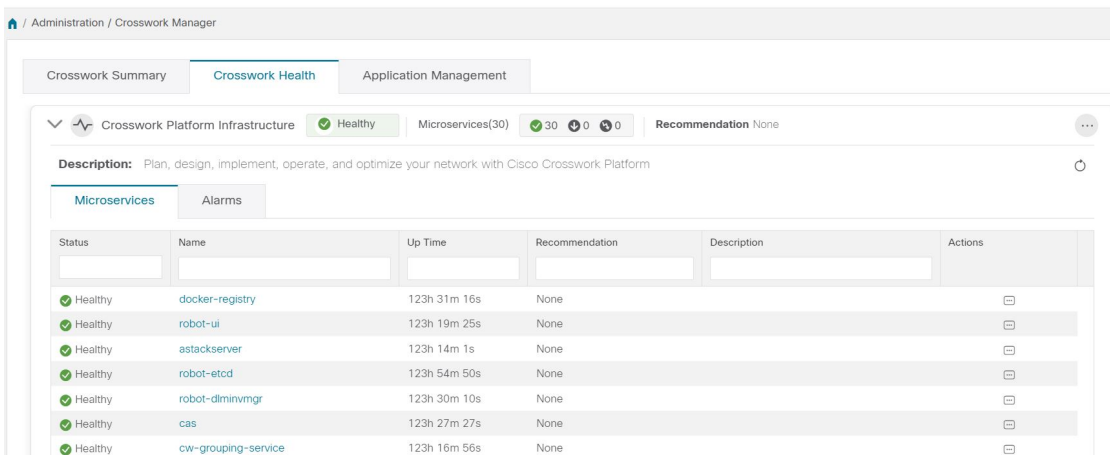 / Administration / Crosswork Manager
Crosswork Summary Crosswork Health Application Management
Crosswork Platform Infrastructure Healthy Microservices(30) 30 0 0 Recommendation None
Description: Plan, design, implement, operate, and optimize your network with Cisco Crosswork Platform
Microservices Alarms
Status Name Up Time Recommendation Description Actions
Healthy docker-registry 123h 31m 16s None
Healthy robot-ui 123h 19m 25s None
Healthy astackserver 123h 14m 1s None
Healthy robot-etcd 123h 54m 50s None
Healthy robot-dlminvmgr 123h 30m 10s None
Healthy cas 123h 27m 27s None
Healthy cw-grouping-service 123h 16m 56s None